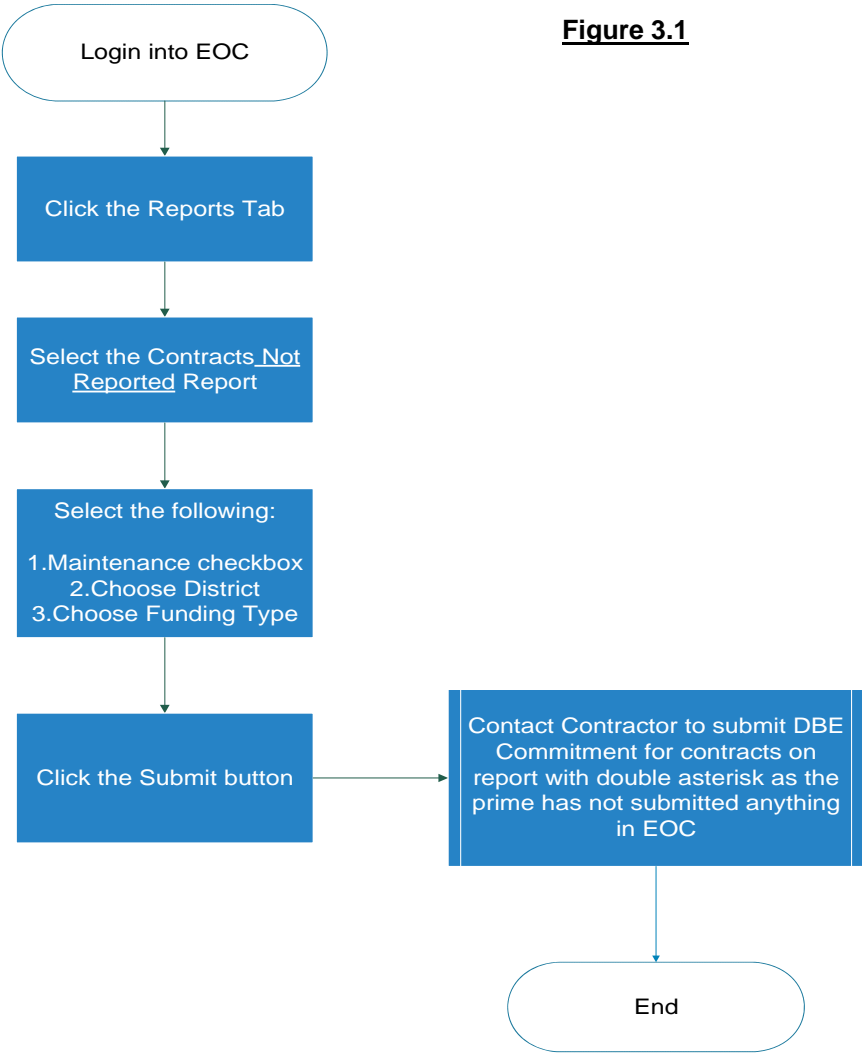 Figure 3.1
Login into EOC
Click the Reports Tab
Select the Contracts Not
Reported Report
Select the following:
1.Maintenance checkbox
2.Choose District
3.Choose Funding Type
Click the Submit button
Contact Contractor to submit DBE
Commitment for contracts on
report with double asterisk as the
prime has not submitted anything
in EOC
End